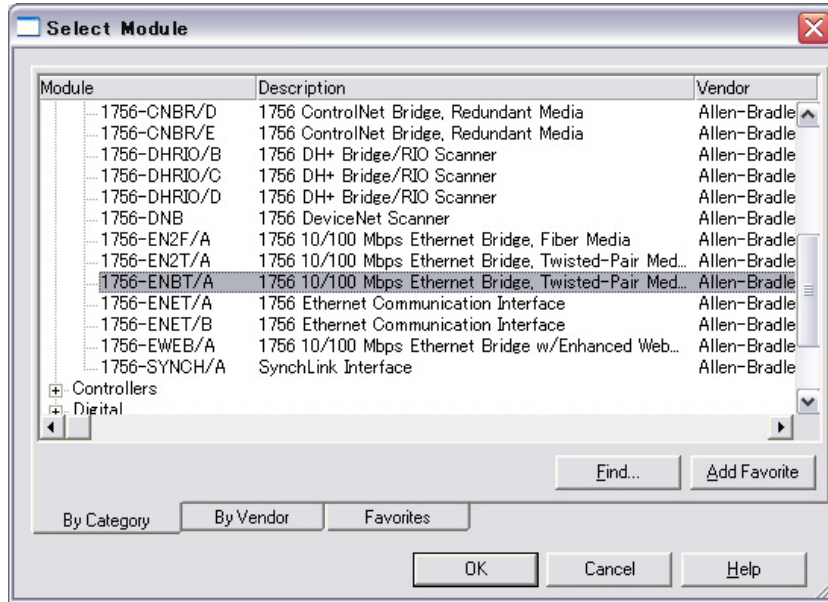 Select Module
Module Description Vendor
1756-CNBR/D 1756 ControlNet Bridge, Redundant Media Allen-Bradle
1756-CNBR/E 1756 ControlNet Bridge, Redundant Media Allen-Bradle
1756-DHRIO/B 1756 DH+ Bridge/RIO Scanner Allen-Bradle
1756-DHRIO/C 1756 DH+ Bridge/RIO Scanner Allen-Bradle
1756-DHRIO/D 1756 DH+ Bridge/RIO Scanner Allen-Bradle
1756-DNB 1756 DeviceNet Scanner Allen-Bradle
1756-EN2F/A 1756 10/100 Mbps Ethernet Bridge, Fiber Media Allen-Bradle
1756-EN2T/A 1756 10/100 Mbps Ethernet Bridge, Twisted-Pair Med... Allen-Bradle
1756-ENBT/A 1756 10/100 Mbps Ethernet Bridge, Twisted-Pair Med... Allen-Bradle
1756-ENET/A 1756 Ethernet Communication Interface Allen-Bradle
1756-ENET/B 1756 Ethernet Communication Interface Allen-Bradle
1756-EWEB/A 1756 10/100 Mbps Ethernet Bridge w/Enhanced Web... Allen-Bradle
1756-SYNCH/A SynchLink Interface Allen-Bradle
Controllers
Digital
Find... Add Favorite
By Category By Vendor Favorites
OK Cancel Help